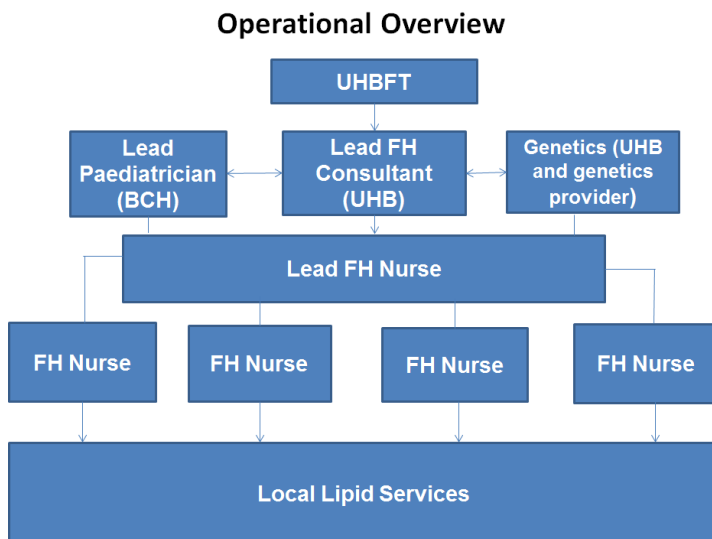 Operational Overview
UHBFT
Lead
Paediatrician
(BCH)
Lead FH
Consultant
(UHB)
Genetics (UHB
and genetics
provider)
Lead FH Nurse
FH Nurse
FH Nurse
FH Nurse
FH Nurse
Local Lipid Services